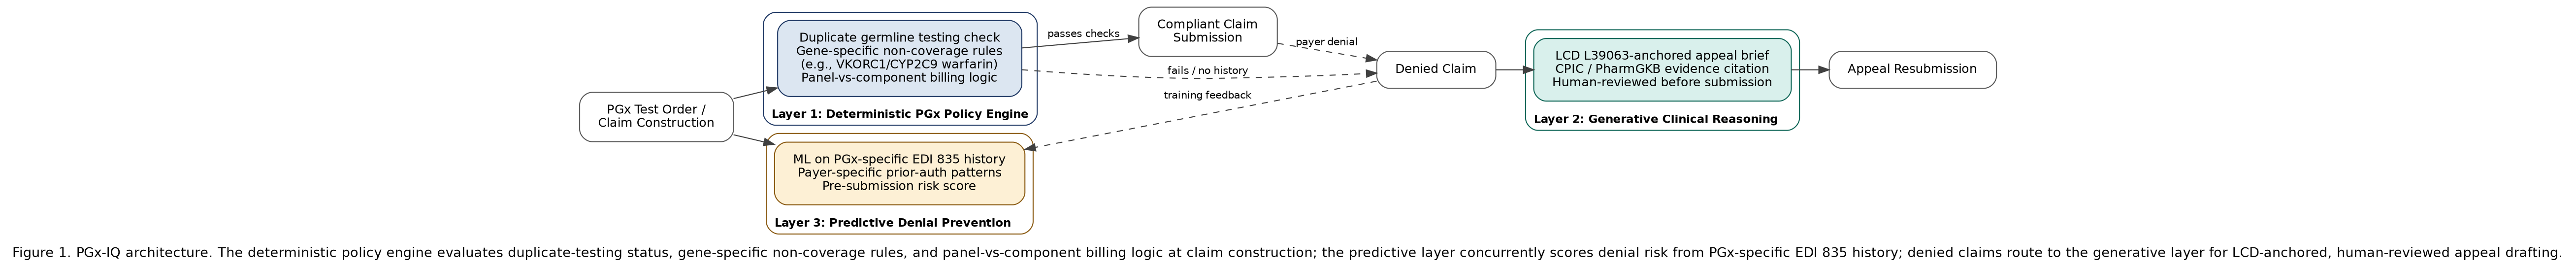 PGx Test Order /
Claim Construction
Duplicate germline testing check
Gene-specific non-coverage rules
(e.g., VKORC1/CYP2C9 warfarin)
Panel-vs-component billing logic
Layer 1: Deterministic PGx Policy Engine
ML on PGx-specific EDI 835 history
Payer-specific prior-auth patterns
Pre-submission risk score
Layer 3: Predictive Denial Prevention
passes checks
Compliant Claim
Submission
payer denial
fails / no history
training feedback
Denied Claim
LCD L39063-anchored appeal brief
CPIC / PharmGKB evidence citation
Human-reviewed before submission
Layer 2: Generative Clinical Reasoning
Appeal Resubmission
Figure 1. PGx-IQ architecture. The deterministic policy engine evaluates duplicate-testing status, gene-specific non-coverage rules, and panel-vs-component billing logic at claim construction; the predictive layer concurrently scores denial risk from PGx-specific EDI 835 history; denied claims route to the generative layer for LCD-anchored, human-reviewed appeal drafting.